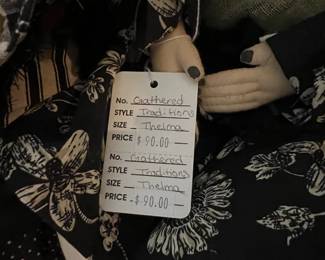 No. Gathered
STYLE Traditions
SIZE Thelma
PRICE $90.00
No. Gathered
STYLE Traditions
SIZE Thelma
PRICE $90.00